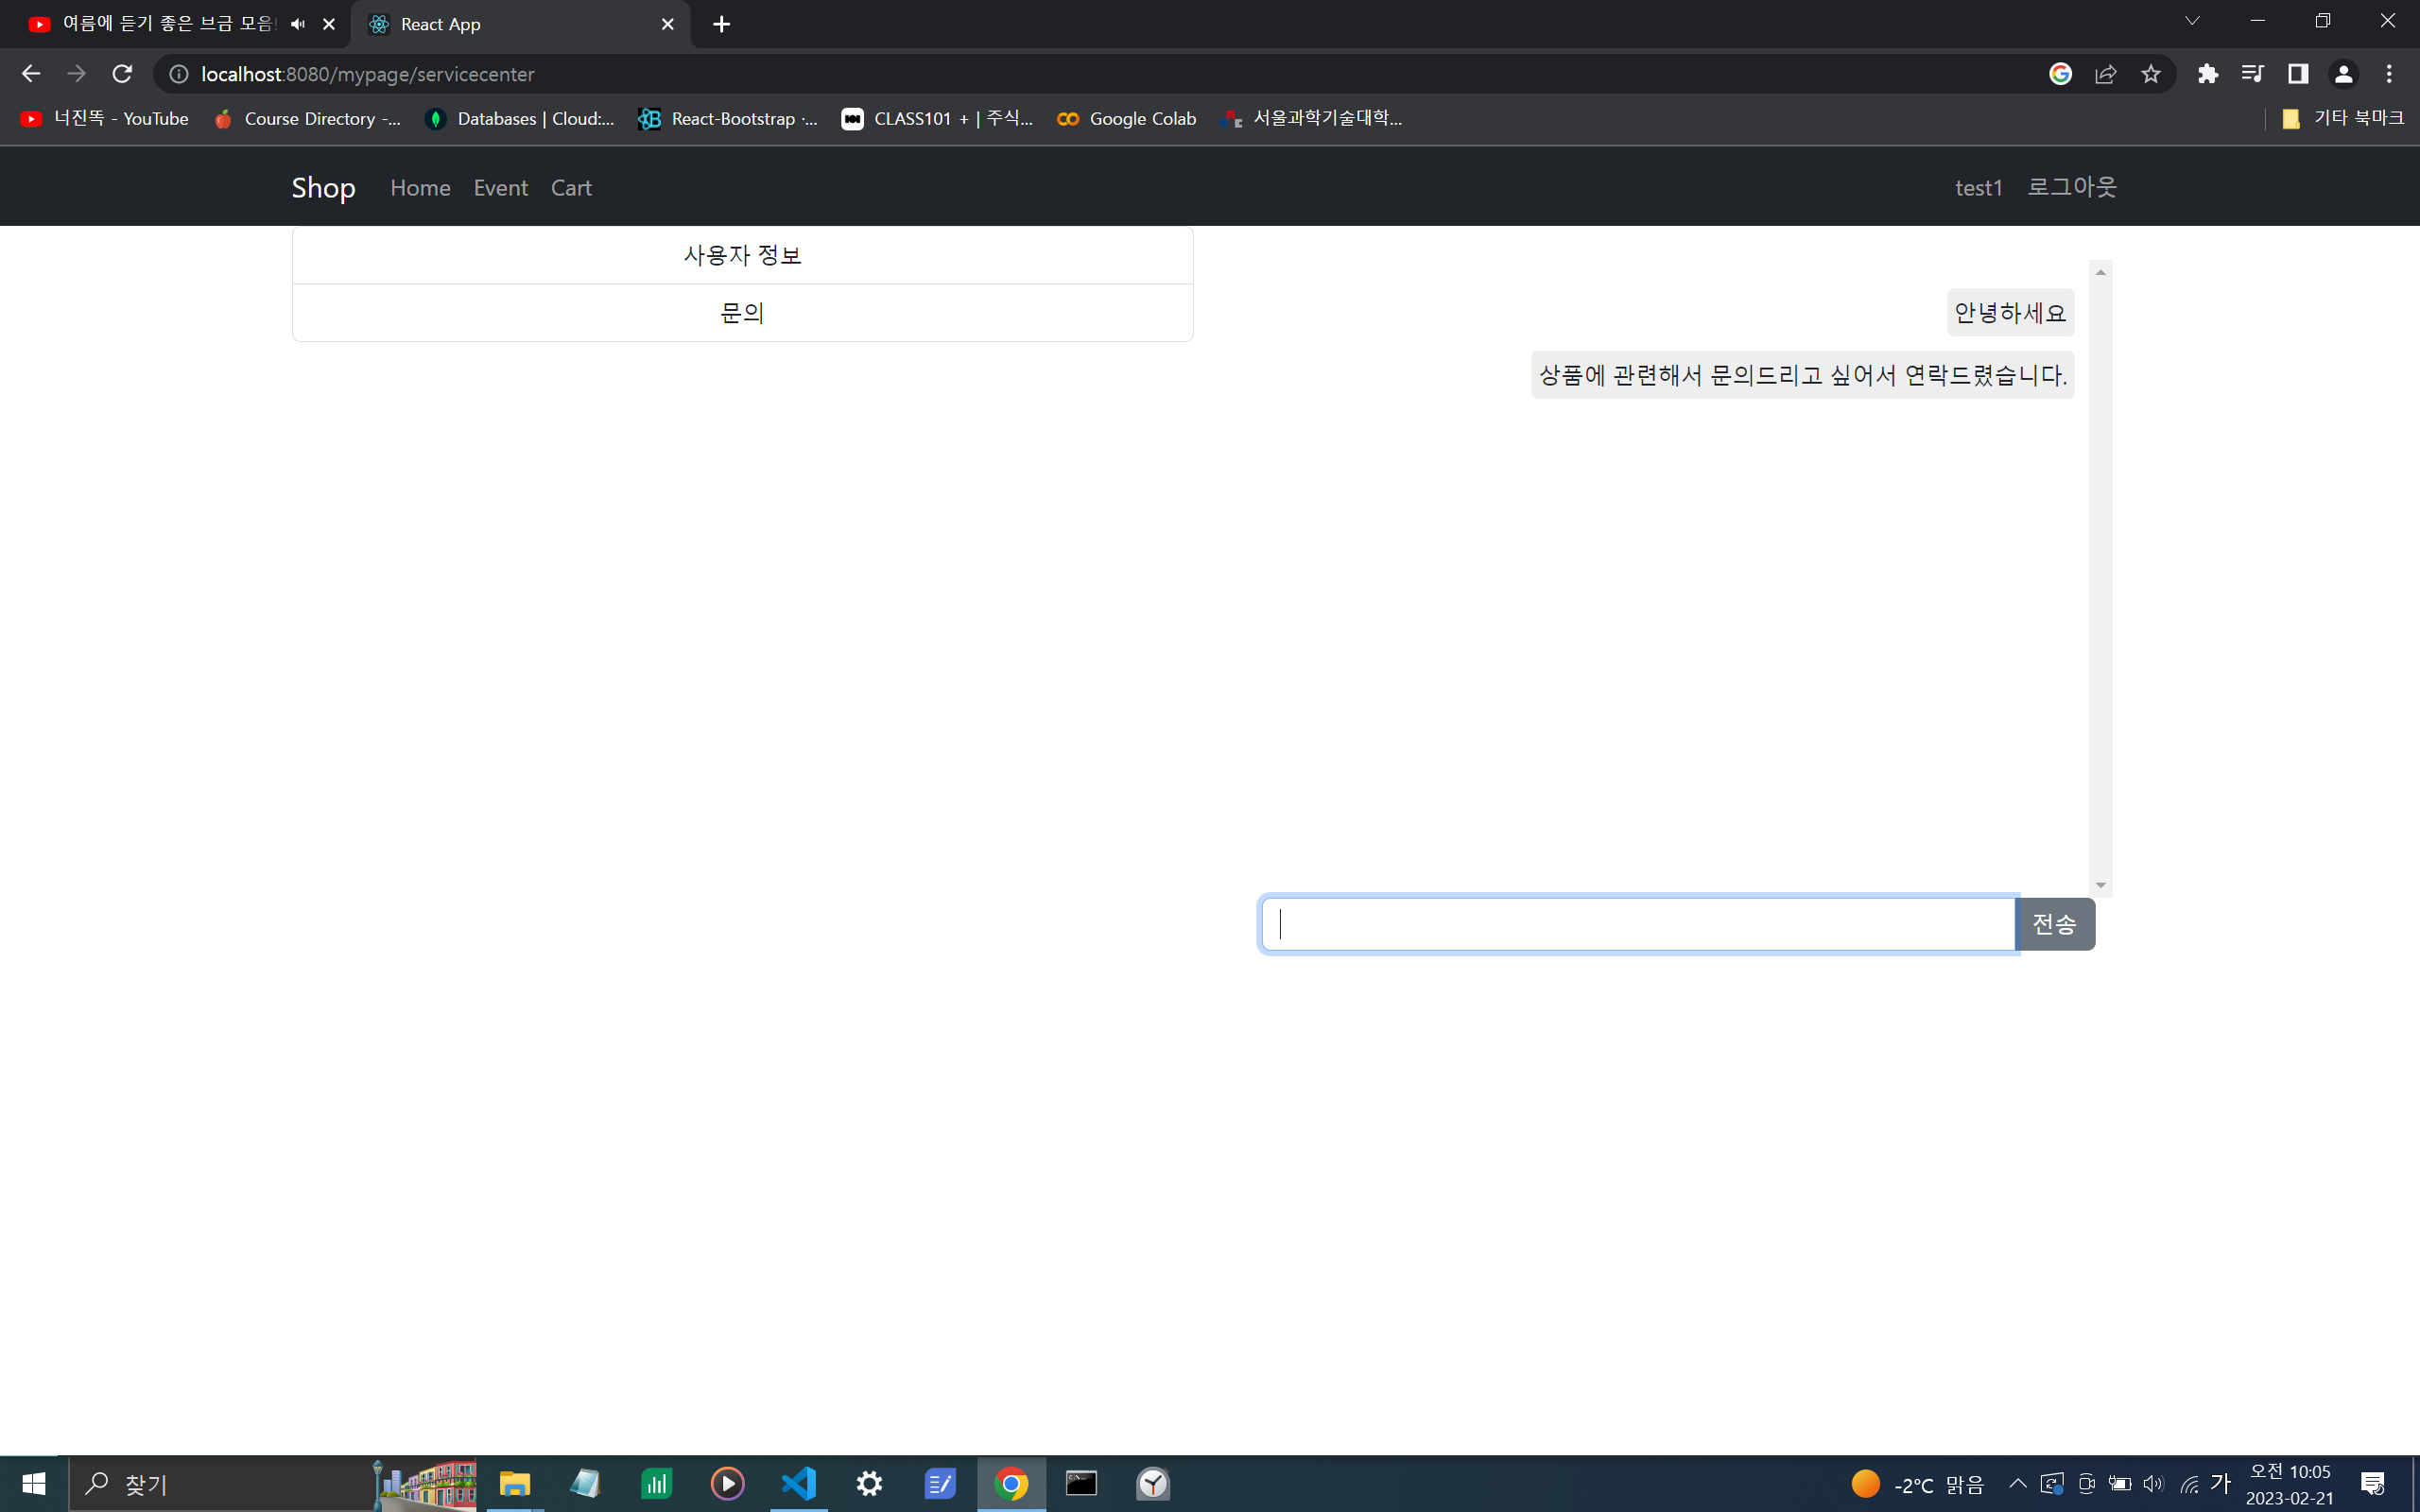 여름에 듣기 좋은 브금 모음!
React App
localhost:8080/mypage/servicecenter
너진똑 - YouTube
Course Directory -...
Databases | Cloud:...
React-Bootstrap ·...
CLASS101 + | 주식...
Google Colab
서울과학기술대학...
기타 북마크
Shop Home Event Cart
test1 로그아웃
사용자 정보
문의
안녕하세요
상품에 관련해서 문의드리고 싶어서 연락드렸습니다.
전송
찾기
-2°C 맑음
가
오전 10:05
2023-02-21